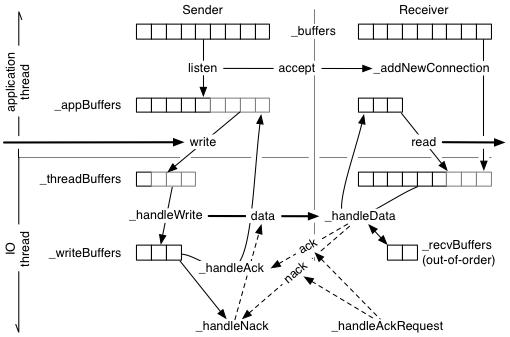 Sender
Receiver
_buffers
application
thread
listen
accept
_addNewConnection
_appBuffers
write
read
_threadBuffers
IO
thread
_handleWrite
data
_handleData
_writeBuffers
_handleAck
ack
nack
_recvBuffers
(out-of-order)
_handleNack
_handleAckRequest